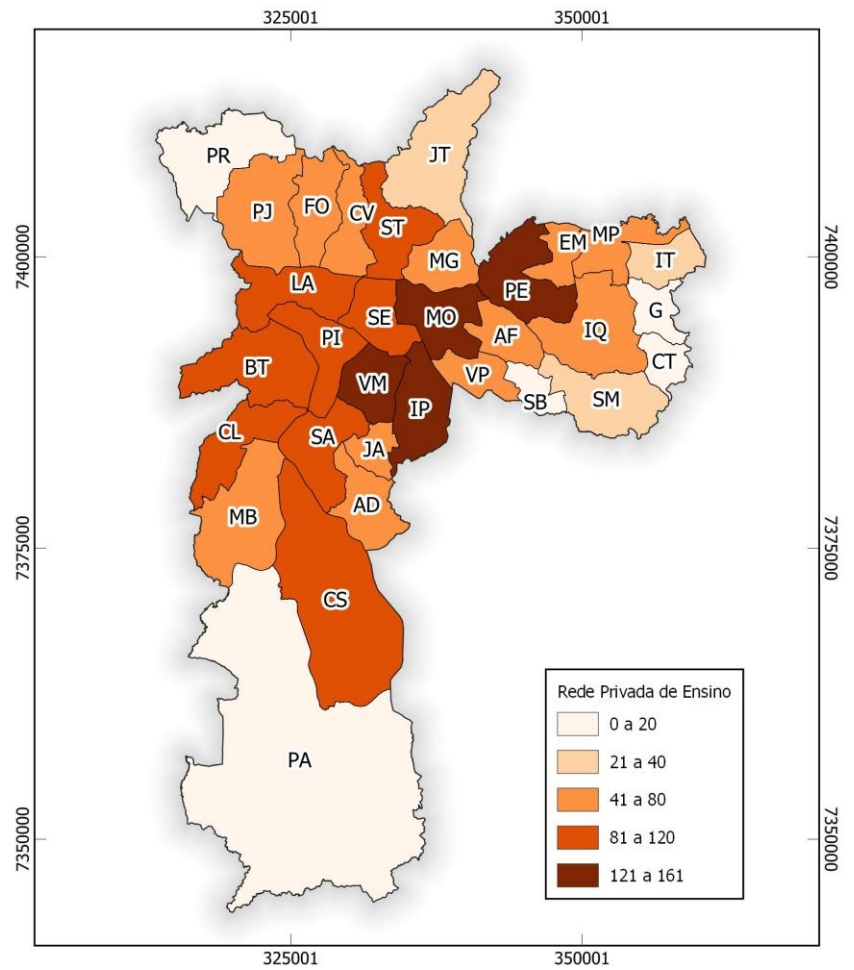 325001 350001
PR
JT
PJ FO CV ST
7400000 7400000
MG EM MP IT
LA PE G
SE MO
PI AF IQ
BT VM VP CT
IP SB SM
CL SA
JA
MB AD
7375000 7375000
CS
Rede Privada de Ensino
0 a 20
PA
21 a 40
41 a 80
7350000 7350000
81 a 120
121 a 161
325001 350001